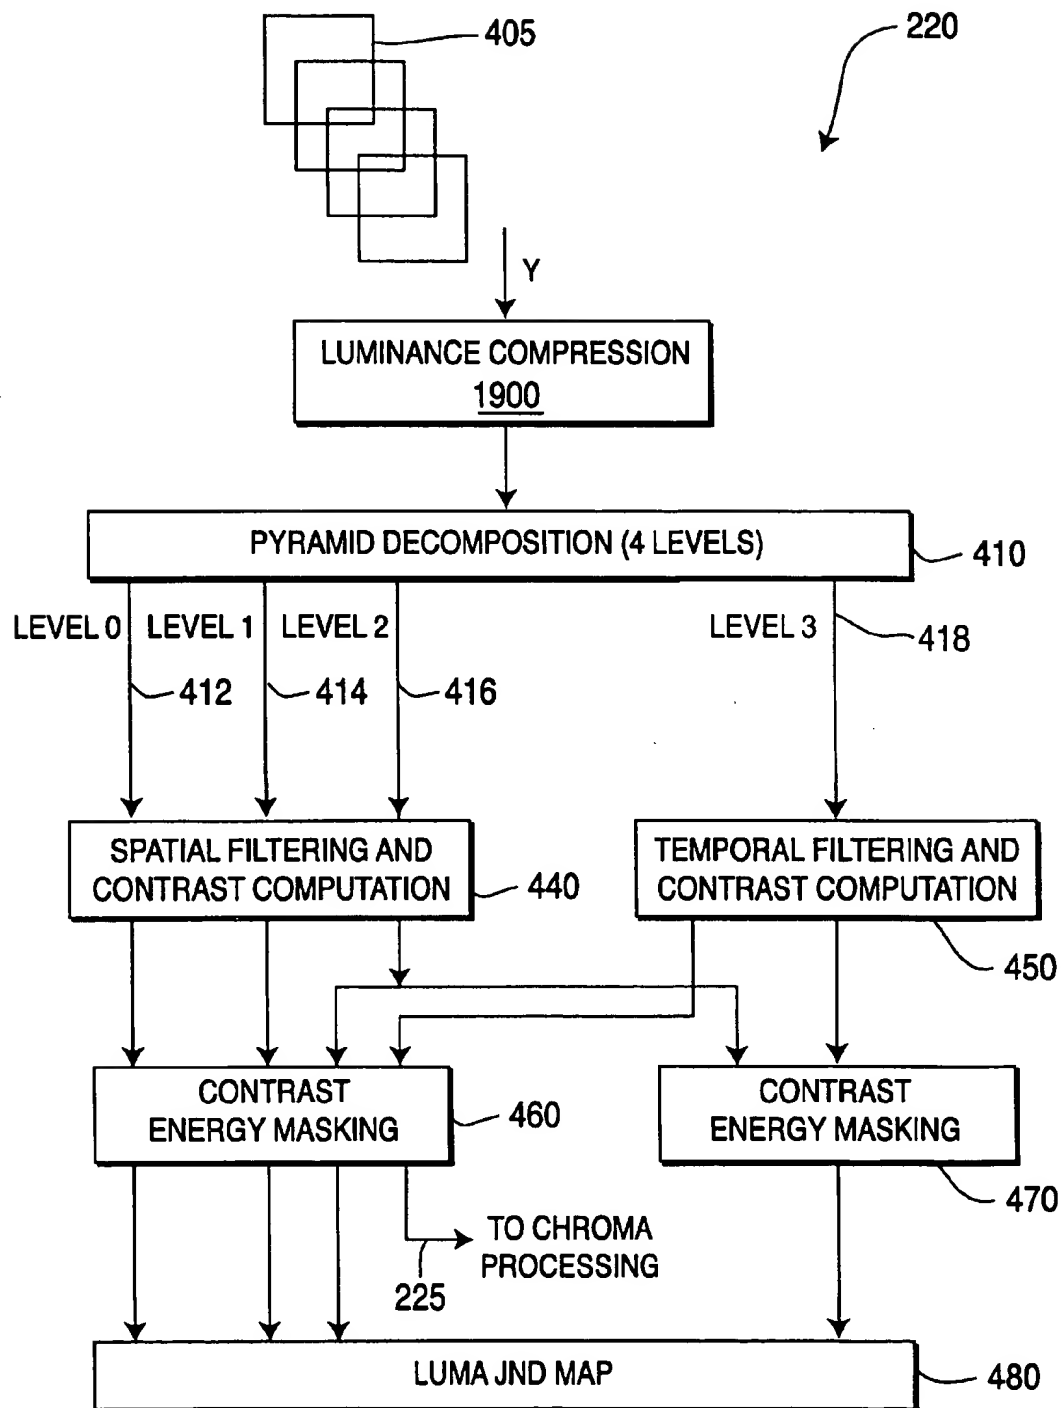 405
220
Y
LUMINANCE COMPRESSION
1900
PYRAMID DECOMPOSITION (4 LEVELS)
410
LEVEL 0
LEVEL 1
LEVEL 2
LEVEL 3
418
412
414
416
SPATIAL FILTERING AND
CONTRAST COMPUTATION
440
TEMPORAL FILTERING AND
CONTRAST COMPUTATION
450
CONTRAST
ENERGY MASKING
460
CONTRAST
ENERGY MASKING
470
TO CHROMA
PROCESSING
225
LUMA JND MAP
480